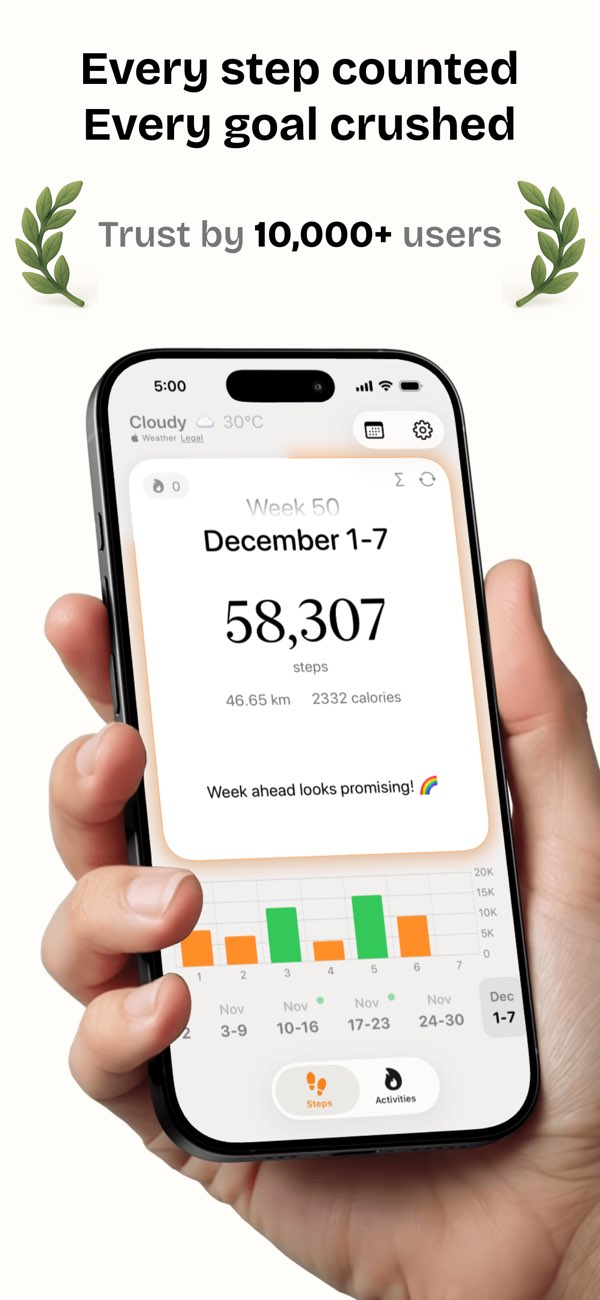 Every step counted
Every goal crushed
Trust by 10,000+ users
5:00
Cloudy ☁️ 30°C
Weather Legal
0 Σ
Week 50
December 1-7
58,307
steps
46.65 km 2332 calories
Week ahead looks promising! 🌈
20K
15K
10K
5K
0
1 2 3 4 5 6 7
Nov Nov Nov Nov Dec
2 3-9 10-16 17-23 24-30 1-7
Steps Activities